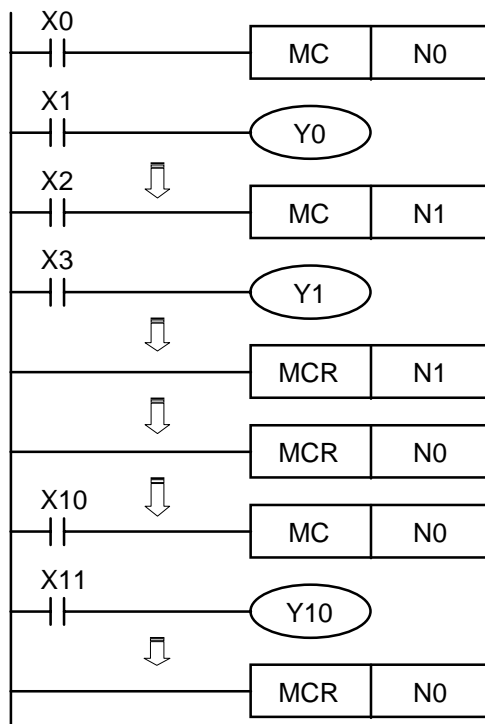 X0
MC N0
X1
Y0
X2
MC N1
X3
Y1
MCR N1
MCR N0
X10
MC N0
X11
Y10
MCR N0